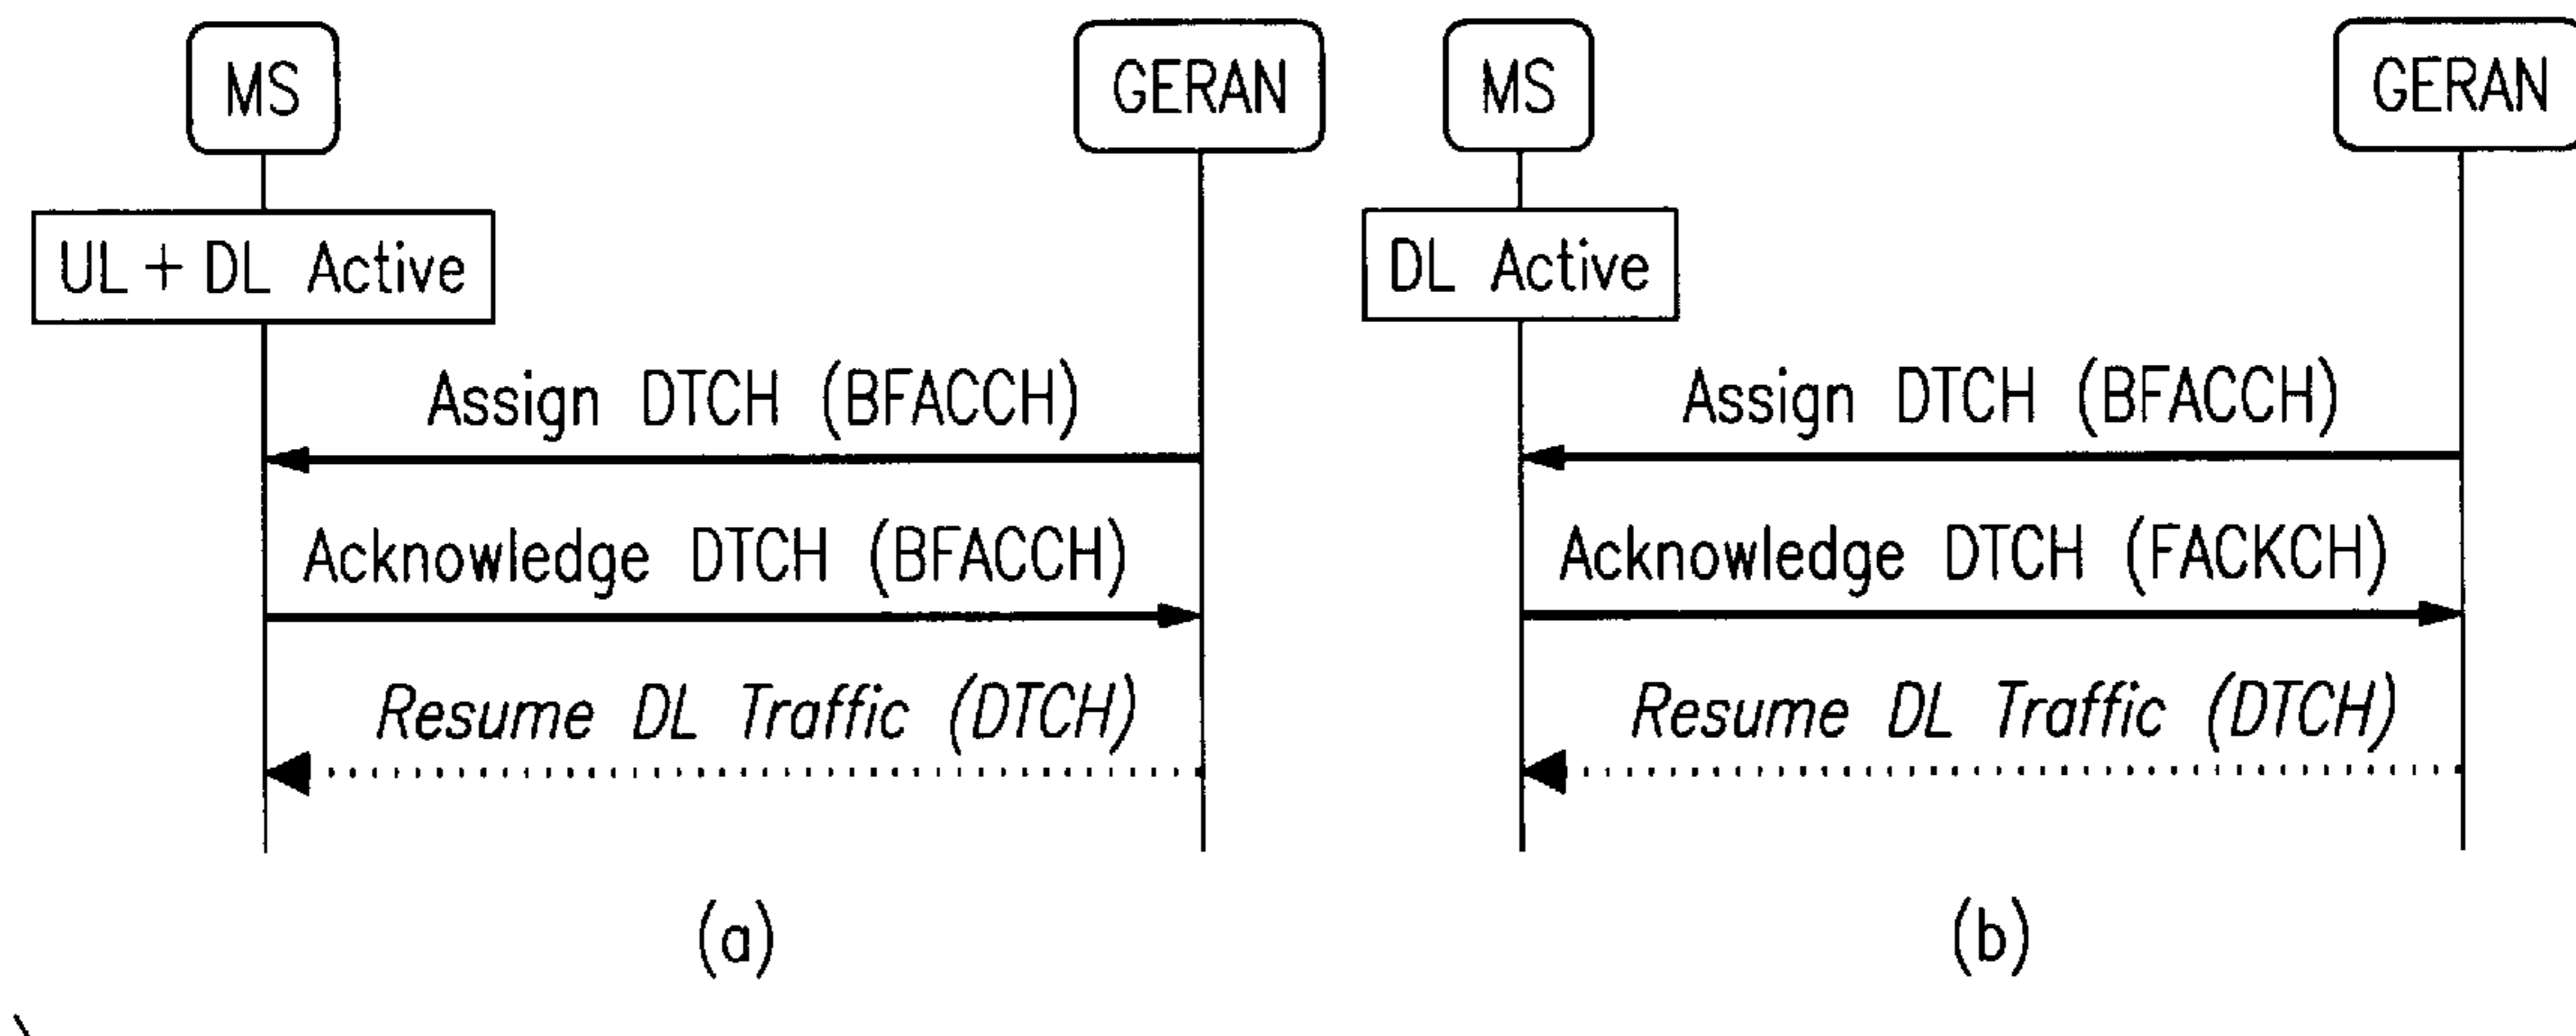 MS
GERAN
UL + DL Active
Assign DTCH (BFACCH)
Acknowledge DTCH (BFACCH)
Resume DL Traffic (DTCH)
(a)
MS
GERAN
DL Active
Assign DTCH (BFACCH)
Acknowledge DTCH (FACKCH)
Resume DL Traffic (DTCH)
(b)